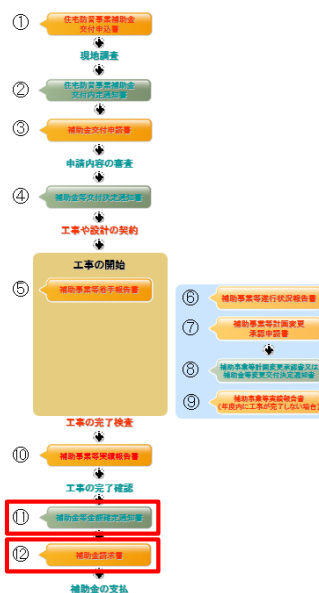 ①
住宅防音事業補助金
交付申込書
現地調査
②
住宅防音事業補助金
交付内定通知書
③
補助金交付申請書
申請内容の審査
④
補助金等交付決定通知書
工事や設計の契約
工事の開始
⑤
補助事業等着手報告書
⑥
補助事業等遂行状況報告書
⑦
補助事業等計画変更
承認申請書
⑧
補助事業等計画変更承認書又は
補助金等変更交付決定通知書
⑨
補助事業等実績報告書
(年度内に工事が完了しない場合)
工事の完了検査
⑩
補助事業等実績報告書
工事の完了確認
⑪
補助金等金額確定通知書
⑫
補助金請求書
補助金の支払